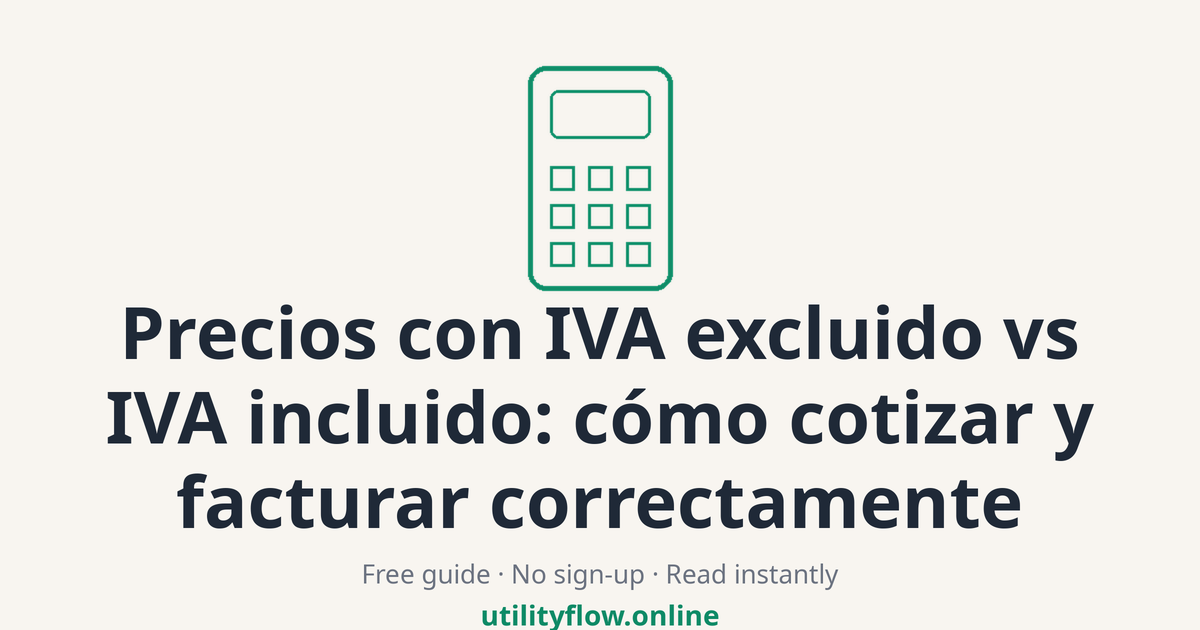 Precios con IVA excluido vs
IVA incluido: cómo cotizar y
facturar correctamente
Free guide · No sign-up · Read instantly
utilityflow.online